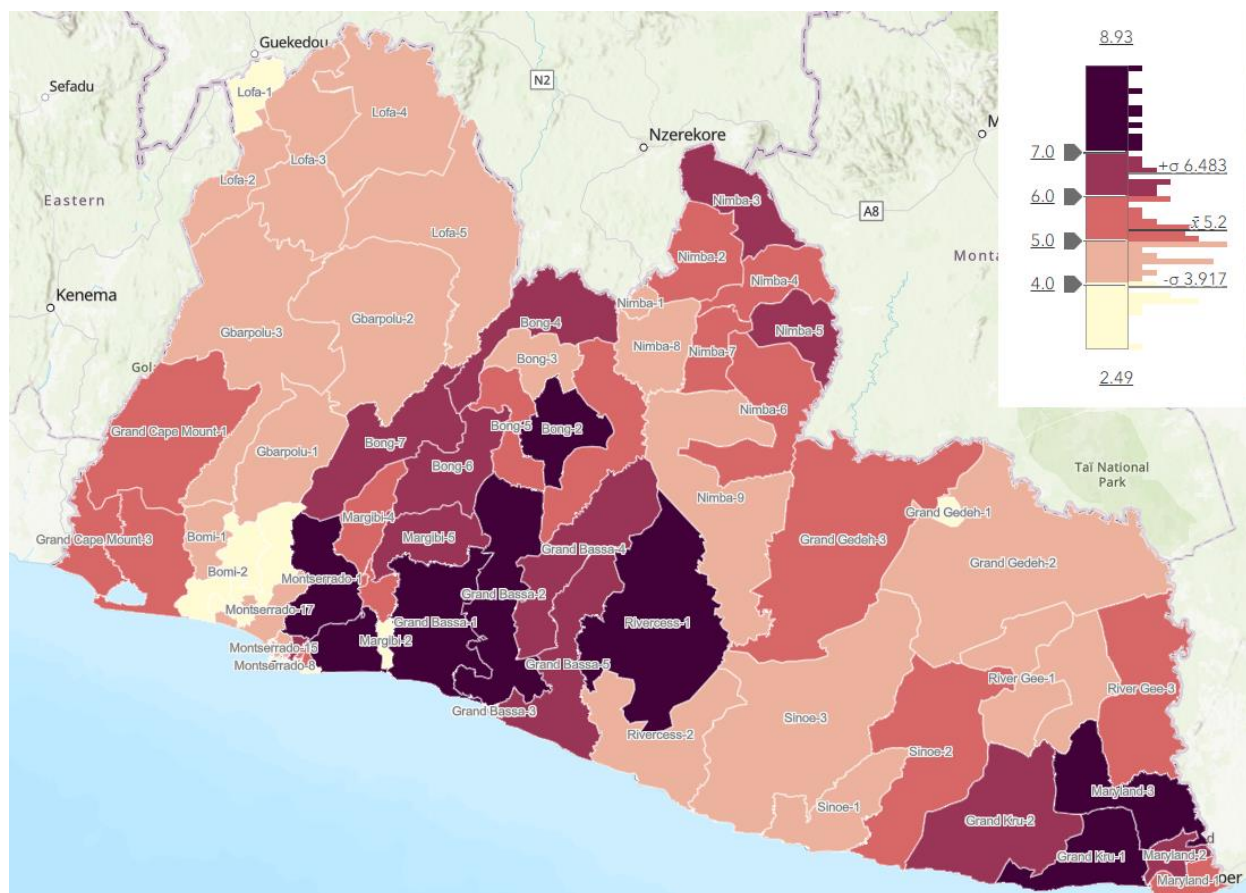 Guekedou
Sefadu
N2
Lofa-1
Lofa-4
Nzerekore
Lofa-3
Lofa-2
Eastern
Nimba-3
A8
Lofa-5
Nimba-2
Monta
Kenema
Nimba-4
Nimba-1
Gbarpolu-2
Bong-4
Nimba-5
Gbarpolu-3
Nimba-8
Nimba-7
Bong-3
Gol
Nimba-6
Grand Cape Mount-1
Bong-5
Bong-2
Bong-7
Gbarpolu-1
Bong-6
Taï National
Park
Nimba-9
Grand Gedeh-1
Margibi-4
Bomi-1
Margibi-5
Grand Cape Mount-3
Grand Bassa-4
Grand Gedeh-3
Grand Gedeh-2
Bomi-2
Montserrado-1
Grand Bassa-2
Montserrado-17
Grand Bassa-1
Rivercess-1
Margibi-2
Montserrado-15
Montserrado-8
Grand Bassa-5
River Gee-1
River Gee-3
Grand Bassa-3
Sinoe-3
Rivercess-2
Sinoe-2
Maryland-3
Grand Kru-2
Sinoe-1
d
Grand Kru-1
Maryland-2
Maryland-1
per
8.93
7.0
+σ 6.483
6.0
x̄ 5.2
5.0
4.0
-σ 3.917
2.49